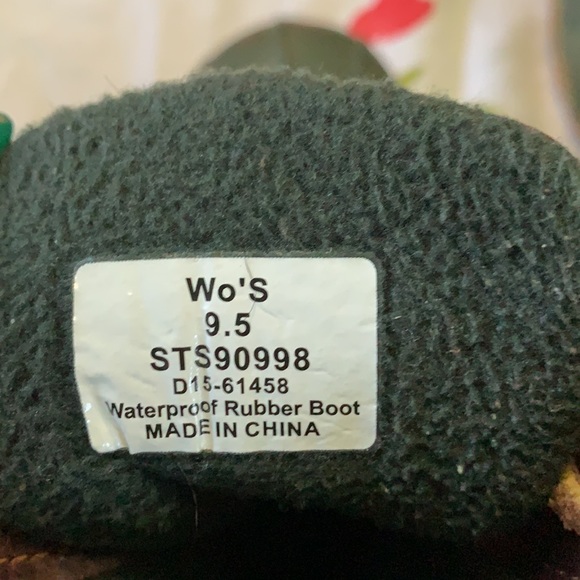 Wo'S
9.5
STS90998
D15-61458
Waterproof Rubber Boot
MADE IN CHINA